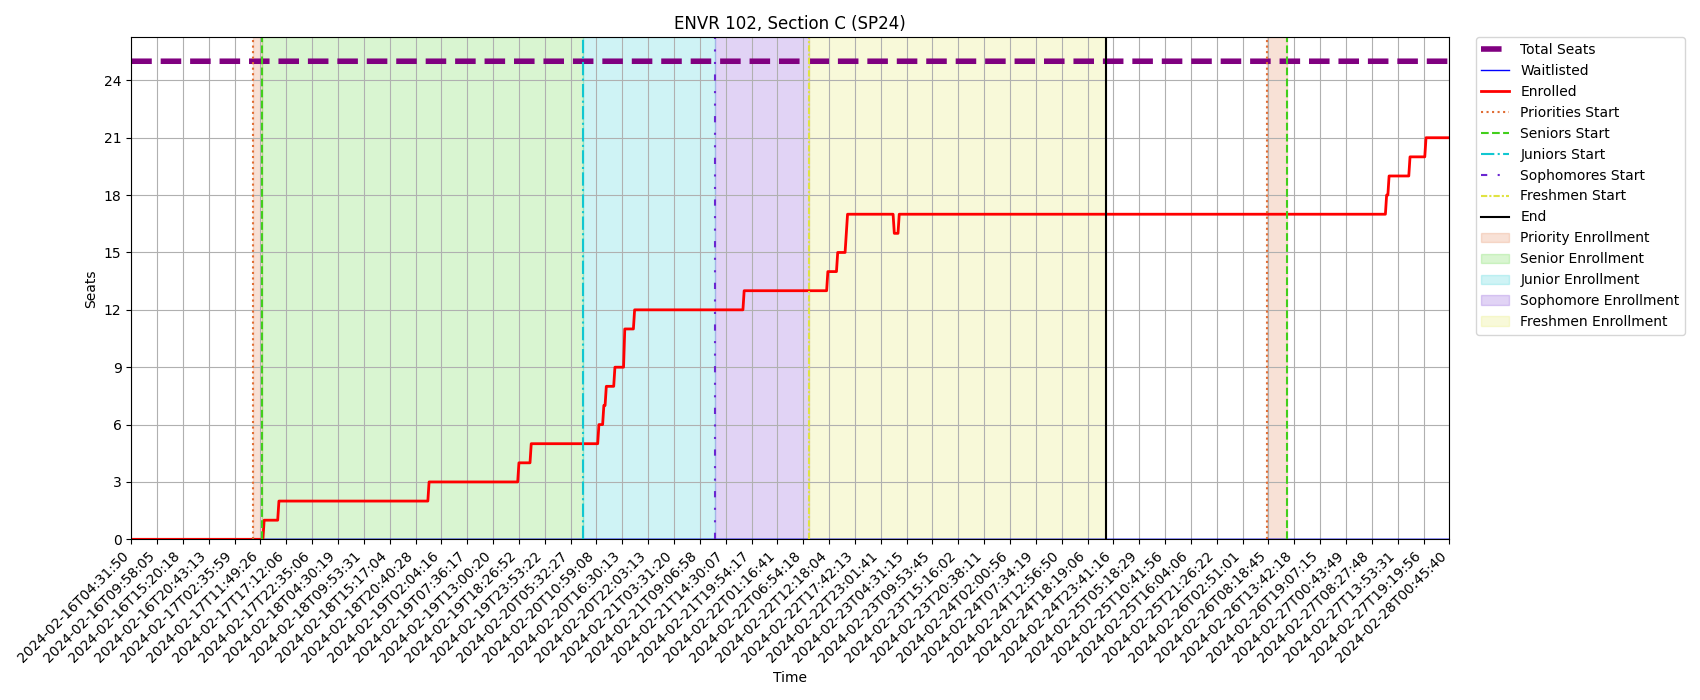 ENVR 102, Section C (SP24)
Total Seats
Waitlisted
Enrolled
Priorities Start
Seniors Start
Juniors Start
Sophomores Start
Freshmen Start
End
Priority Enrollment
Senior Enrollment
Junior Enrollment
Sophomore Enrollment
Freshmen Enrollment
Seats
24
21
18
15
12
9
6
3
0
2024-02-16T04:31:50
2024-02-16T09:58:05
2024-02-16T15:20:18
2024-02-16T20:43:13
2024-02-17T02:35:59
2024-02-17T11:49:26
2024-02-17T17:12:06
2024-02-17T22:35:06
2024-02-18T04:30:19
2024-02-18T09:53:31
2024-02-18T15:17:04
2024-02-18T20:40:28
2024-02-19T02:04:16
2024-02-19T07:36:17
2024-02-19T13:00:20
2024-02-19T18:26:52
2024-02-19T23:53:22
2024-02-20T05:32:27
2024-02-20T10:59:08
2024-02-20T16:30:13
2024-02-20T22:03:13
2024-02-21T03:31:20
2024-02-21T09:06:58
2024-02-21T14:30:07
2024-02-21T19:54:17
2024-02-22T01:16:41
2024-02-22T06:54:18
2024-02-22T12:18:04
2024-02-22T17:42:13
2024-02-22T23:01:41
2024-02-23T04:31:15
2024-02-23T09:53:45
2024-02-23T15:16:02
2024-02-23T20:38:11
2024-02-24T02:00:56
2024-02-24T07:34:19
2024-02-24T12:56:50
2024-02-24T18:19:06
2024-02-24T23:41:16
2024-02-25T05:18:29
2024-02-25T10:41:56
2024-02-25T16:04:06
2024-02-25T21:26:22
2024-02-26T02:51:01
2024-02-26T08:18:45
2024-02-26T13:42:18
2024-02-26T19:07:15
2024-02-27T00:43:49
2024-02-27T08:27:48
2024-02-27T13:53:31
2024-02-27T19:19:56
2024-02-28T00:45:40
Time